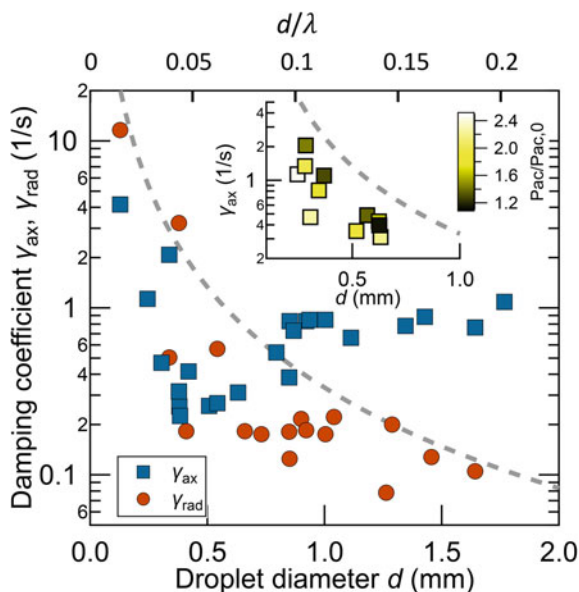 d/λ
0 0.05 0.1 0.15 0.2
2
10
6
4
2
1
6
4
2
0.1
6
Damping coefficient γax, γrad (1/s)
4
2
1
6
4
2
γax (1/s)
0.5 1.0
d (mm)
2.4
2.0
1.6
1.2
Pac/Pac,0
γax
γrad
0.0 0.5 1.0 1.5 2.0
Droplet diameter d (mm)